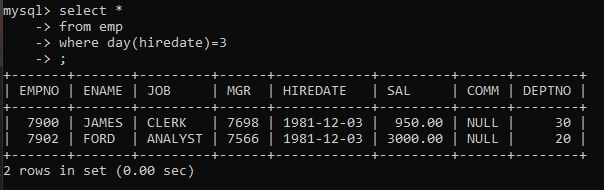 mysql> select *
    -> from emp
    -> where day(hiredate)=3
    -> ;
+-------+-------+---------+------+------------+---------+------+--------+
| EMPNO | ENAME | JOB     | MGR  | HIREDATE   | SAL     | COMM | DEPTNO |
+-------+-------+---------+------+------------+---------+------+--------+
|  7900 | JAMES | CLERK   | 7698 | 1981-12-03 |  950.00 | NULL |     30 |
|  7902 | FORD  | ANALYST | 7566 | 1981-12-03 | 3000.00 | NULL |     20 |
+-------+-------+---------+------+------------+---------+------+--------+
2 rows in set (0.00 sec)